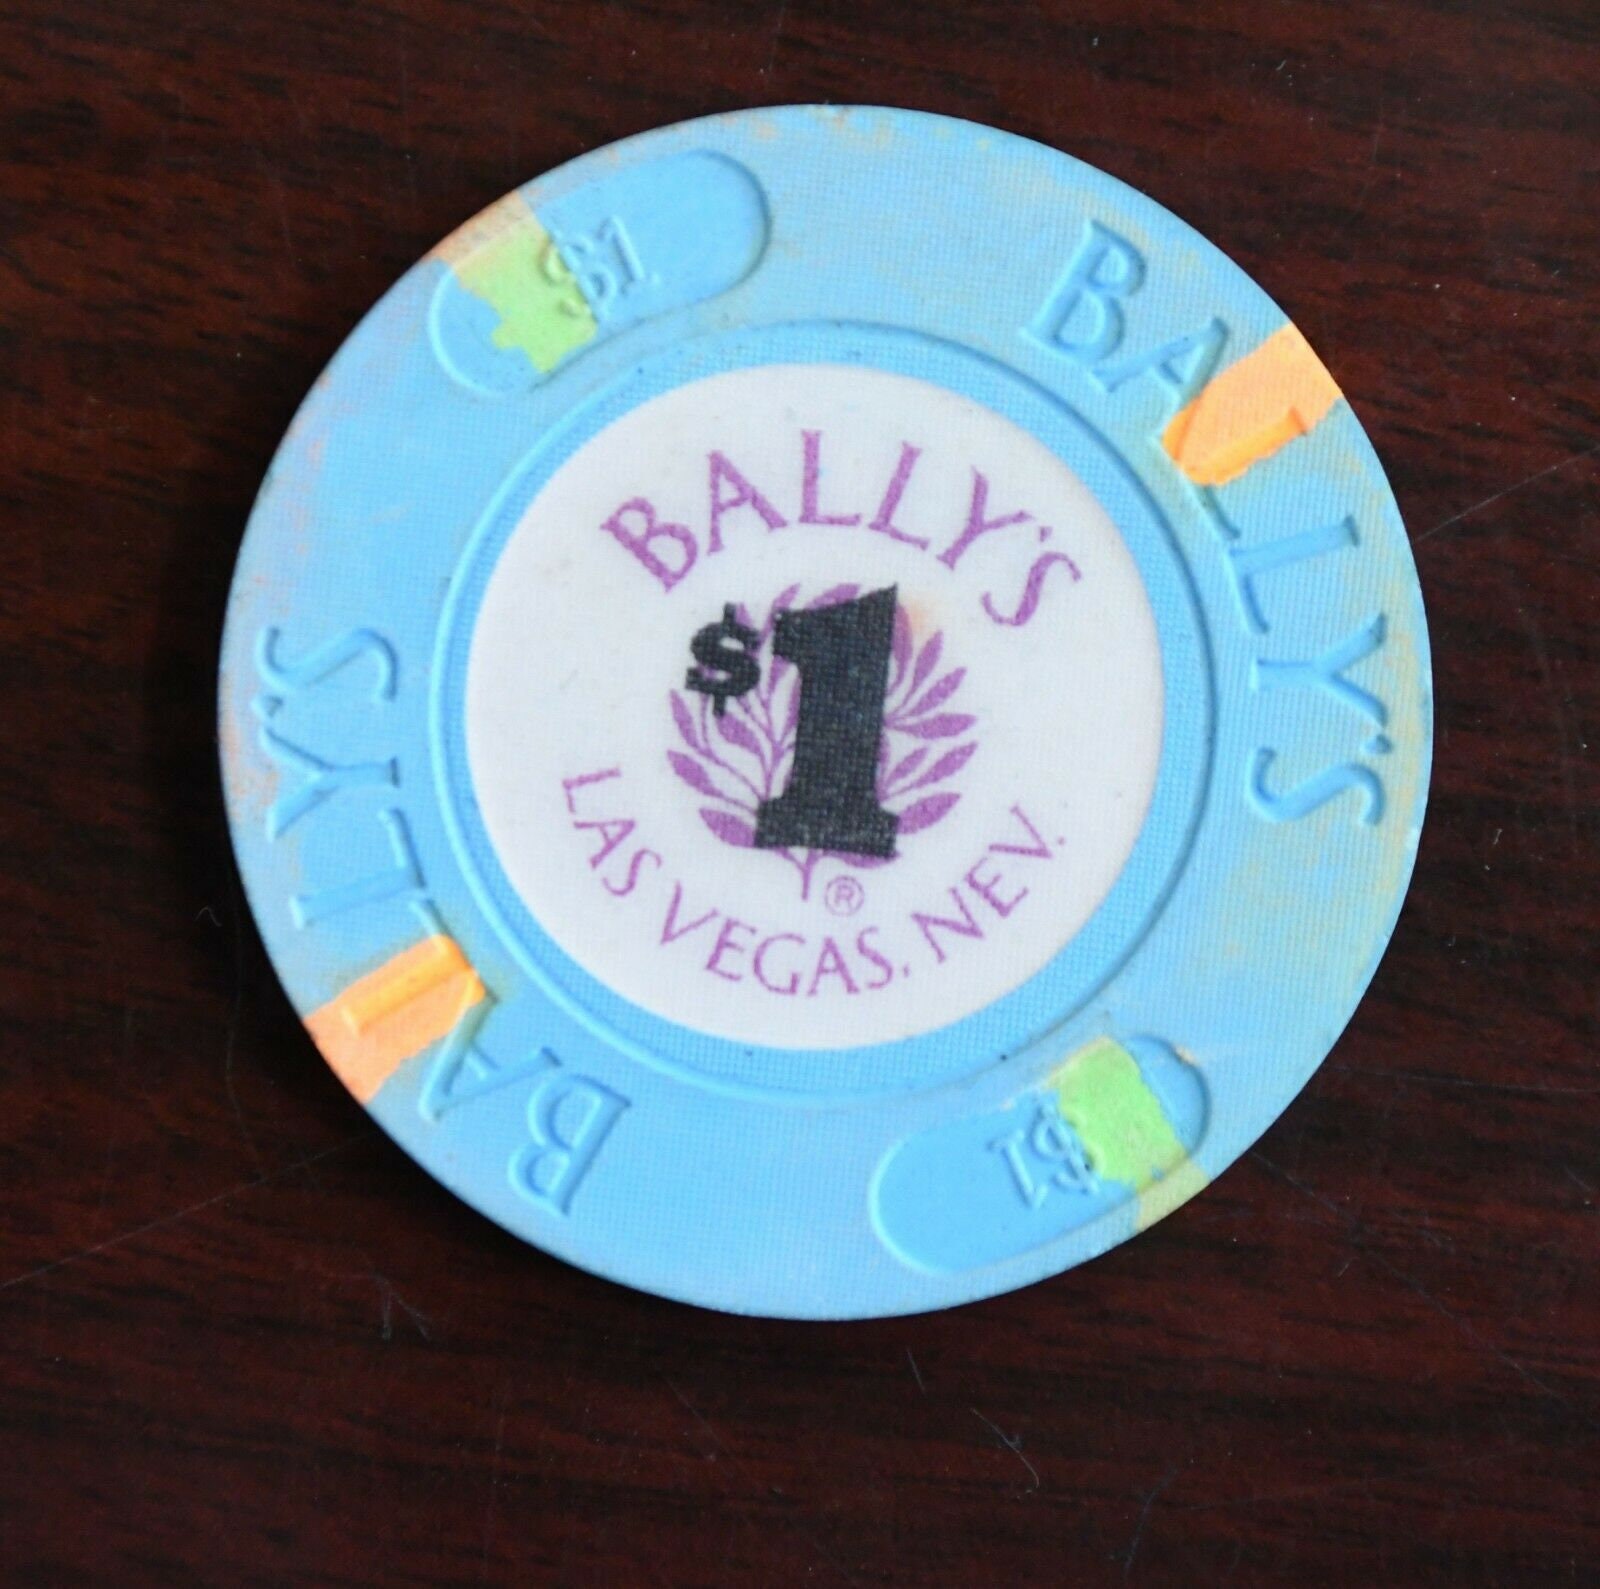 $1
BALLY'S
BALLY'S
$1
LAS VEGAS, NEV.
®
BALLY'S
$1